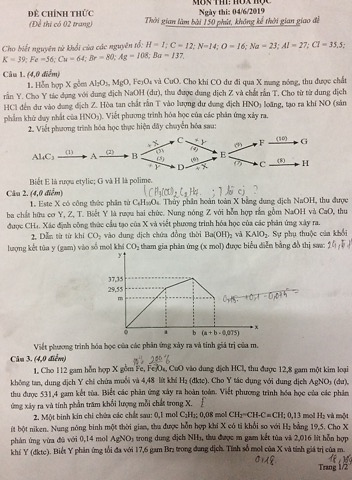 MÔN THI: HÓA HỌC
ĐỀ CHÍNH THỨC
Ngày thi: 04/6/2019
(Đề thi có 02 trang)
Thời gian làm bài 150 phút, không kể thời gian giao đề
Cho biết nguyên tử khối của các nguyên tố: H = 1; C = 12; N=14; O = 16; Na = 23; Al = 27; Cl = 35,5;
K = 39; Fe =56; Cu = 64; Br = 80; Ag = 108; Ba = 137.
Câu 1. (4,0 điểm)
1. Hỗn hợp X gồm Al₂O₃, MgO, Fe₃O₄ và CuO. Cho khí CO dư đi qua X nung nóng, thu được chất
rắn Y. Cho Y tác dụng với dung dịch NaOH (dư), thu được dung dịch Z và chất rắn T. Cho từ từ dung dịch
HCl đến dư vào dung dịch Z. Hòa tan chất rắn T vào lượng dư dung dịch HNO₃ loãng, tạo ra khí NO (sản
phẩm khử duy nhất của HNO₃). Viết phương trình hóa học của các phản ứng xảy ra.
2. Viết phương trình hóa học thực hiện dãy chuyển hóa sau:
+X C +Y (9) F (10) G
(3) (4)
Al₄C₃ (1) A (2) B E
+Y D +X C (8) H
Biết E là rượu etylic; G và H là polime.
Câu 2. (4,0 điểm)
1. Este X có công thức phân tử là C₆H₁₀O₄. Thủy phân hoàn toàn X bằng dung dịch NaOH, thu được
ba chất hữu cơ Y, Z, T. Biết Y là rượu hai chức. Nung nóng Z với hỗn hợp rắn gồm NaOH và CaO, thu
được CH₄. Xác định công thức cấu tạo của X và viết phương trình hóa học của các phản ứng xảy ra.
2. Dẫn từ từ khí CO₂ vào dung dịch chứa đồng thời Ba(OH)₂ và KAlO₂. Sự phụ thuộc của khối
lượng kết tủa y (gam) vào số mol khí CO₂ tham gia phản ứng (x mol) được biểu diễn bằng đồ thị sau:
y
37,35
29,55
m
0 a b (a + b - 0,075) x
Viết phương trình hóa học của các phản ứng xảy ra và tính giá trị của m.
Câu 3. (4,0 điểm)
1. Cho 112 gam hỗn hợp X gồm Fe, Fe₃O₄, CuO vào dung dịch HCl, thu được 12,8 gam một kim loại
không tan, dung dịch Y chỉ chứa muối và 4,48 lít khí H₂ (đktc). Cho Y tác dụng với dung dịch AgNO₃ (dư),
thu được 531,4 gam kết tủa. Biết các phản ứng xảy ra hoàn toàn. Viết phương trình hóa học của các phản
ứng xảy ra và tính phần trăm khối lượng mỗi chất trong X.
2. Một bình kín chỉ chứa các chất sau: 0,1 mol C₂H₂; 0,08 mol CH₂=CH-C≡CH; 0,13 mol H₂ và một
ít bột niken. Nung nóng bình một thời gian, thu được hỗn hợp khí X có tỉ khối so với H₂ bằng 19,5. Cho X
phản ứng vừa đủ với 0,14 mol AgNO₃ trong dung dịch NH₃, thu được m gam kết tủa và 2,016 lít hỗn hợp
khí Y (đktc). Biết Y phản ứng tối đa với 17,6 gam Br₂ trong dung dịch. Tính số mol của X và tính giá trị của m.
Trang 1/2